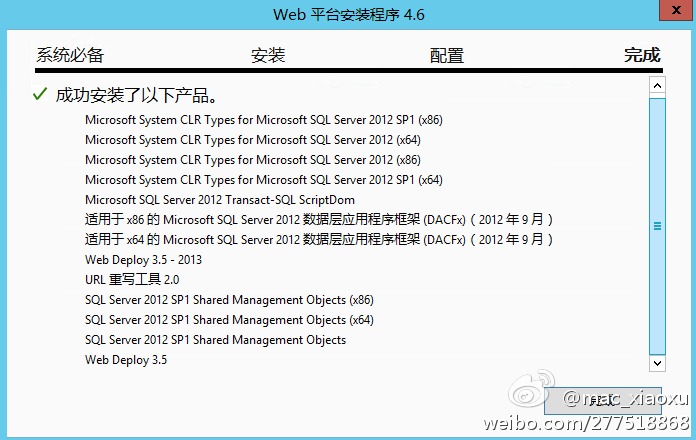 Web 平台安装程序 4.6
x
系统必备 安装 配置 完成
成功安装了以下产品。
Microsoft System CLR Types for Microsoft SQL Server 2012 SP1 (x86)
Microsoft System CLR Types for Microsoft SQL Server 2012 (x64)
Microsoft System CLR Types for Microsoft SQL Server 2012 (x86)
Microsoft System CLR Types for Microsoft SQL Server 2012 SP1 (x64)
Microsoft SQL Server 2012 Transact-SQL ScriptDom
适用于 x86 的 Microsoft SQL Server 2012 数据层应用程序框架 (DACFx)（2012 年 9 月）
适用于 x64 的 Microsoft SQL Server 2012 数据层应用程序框架 (DACFx)（2012 年 9 月）
Web Deploy 3.5 - 2013
URL 重写工具 2.0
SQL Server 2012 SP1 Shared Management Objects (x86)
SQL Server 2012 SP1 Shared Management Objects (x64)
SQL Server 2012 SP1 Shared Management Objects
Web Deploy 3.5
@mac_xiaoxu
weibo.com/277518868